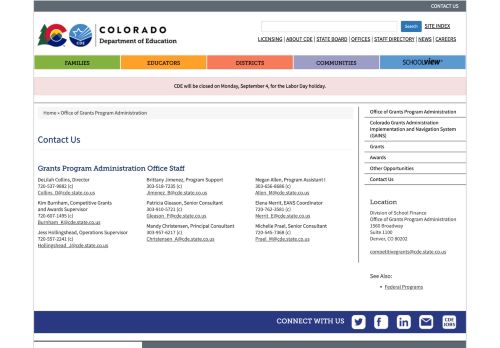 CONTACT US
COLORADO
Department of Education
CDE
Search
SITE INDEX
LICENSING | ABOUT CDE | STATE BOARD | OFFICES | STAFF DIRECTORY | NEWS | CAREERS
FAMILIES
EDUCATORS
DISTRICTS
COMMUNITIES
SCHOOLVIEW
CDE will be closed on Monday, September 4, for the Labor Day holiday.
Home > Office of Grants Program Administration
Contact Us
Grants Program Administration Office Staff
DeLilah Collins, Director
720-537-9882 (c)
Collins_D@cde.state.co.us
Kim Burnham, Competitive Grants
and Awards Supervisor
720-607-1495 (c)
Burnham_K@cde.state.co.us
Jess Hollingshead, Operations Supervisor
720-557-2241 (c)
Hollingshead_J@cde.state.co.us
Brittany Jimenez, Program Support
303-518-7235 (c)
Jimenez_B@cde.state.co.us
Patricia Gleason, Senior Consultant
303-910-5721 (c)
Gleason_P@cde.state.co.us
Mandy Christensen, Principal Consultant
303-957-6217 (c)
Christensen_A@cde.state.co.us
Megan Allen, Program Assistant I
303-656-6686 (c)
Allen_M@cde.state.co.us
Elena Merrit, EANS Coordinator
720-762-3581 (c)
Merrit_E@cde.state.co.us
Michelle Prael, Senior Consultant
720-545-7368 (c)
Prael_M@cde.state.co.us
Office of Grants Program Administration
Colorado Grants Administration
Implementation and Navigation System
(GAINS)
Grants
Awards
Other Opportunities
Contact Us
Location
Division of School Finance
Office of Grants Program Administration
1560 Broadway
Suite 1100
Denver, CO 80202
competitivegrants@cde.state.co.us
See Also:
Federal Programs
CONNECT WITH US
CDE
JOBS